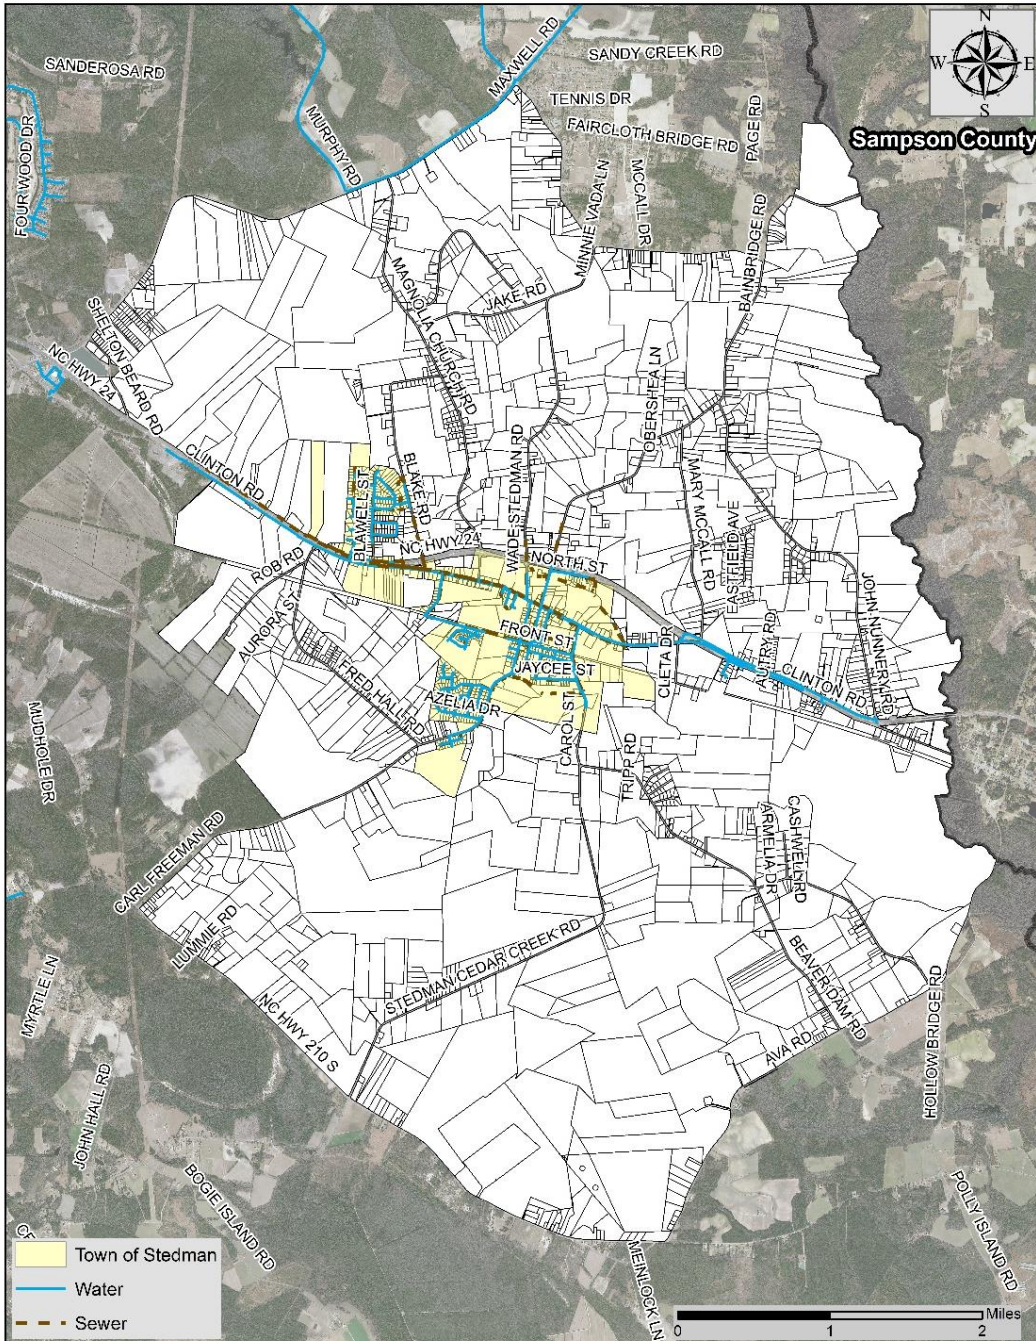 N
W E
S
Sampson County
SANDEROSA RD
MAXWELL RD
SANDY CREEK RD
TENNIS DR
FAIRCLOTH BRIDGE RD
PAGE RD
MURPHY RD
FOUR WOOD DR
MCCALL DR
MINNIE VADA LN
BAINBRIDGE RD
MAGNOLIA CHURCH RD
JAKE RD
SHELTON BEARD RD
NC HWY 24
OBERSHEA LN
WADE STEDMAN RD
CLINTON RD
BLAWELL ST
BLAKE RD
NC HWY 24
MARY MCCALL RD
EASTFIELD AVE
NORTH ST
ROB RD
AURORA ST
JOHN NUNNERY RD
FRONT ST
JAYCEE ST
CLETA DR
AUTRY RD
CLINTON RD
FRED HALL RD
AZELIA DR
CAROL ST
MUDHOLE DR
TRIPP RD
CARL FREEMAN RD
ARMELIA DR
CASHWELL RD
LUMMIE RD
STEDMAN CEDAR CREEK RD
BEAVER DAM RD
MYRTLE LN
NC HWY 210 S
AVA RD
HOLLOW BRIDGE RD
JOHN HALL RD
BOGIE ISLAND RD
POLLY ISLAND RD
MEINLOCK LN
Town of Stedman
Water
Sewer
Miles
0 1 2